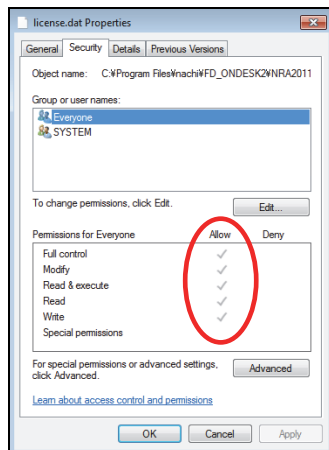 license.dat Properties
General Security Details Previous Versions
Object name: C:¥Program Files¥nachi¥FD_ONDESK2¥NRA2011
Group or user names:
Everyone
SYSTEM
To change permissions, click Edit.
Edit...
Permissions for Everyone Allow Deny
Full control
Modify
Read & execute
Read
Write
Special permissions
For special permissions or advanced settings,
click Advanced.
Advanced
Learn about access control and permissions
OK Cancel Apply